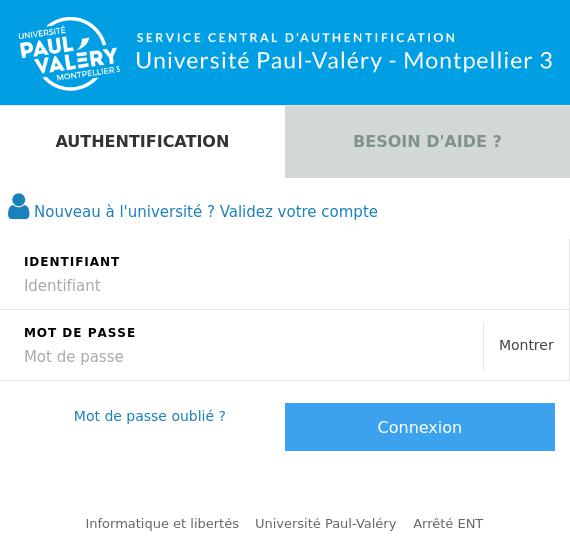 UNIVERSITÉ
PAUL
VALÉRY
MONTPELLIER 3
SERVICE CENTRAL D'AUTHENTIFICATION
Université Paul-Valéry - Montpellier 3
AUTHENTIFICATION
BESOIN D'AIDE ?
Nouveau à l'université ? Validez votre compte
IDENTIFIANT
Identifiant
MOT DE PASSE
Mot de passe
Montrer
Mot de passe oublié ?
Connexion
Informatique et libertés Université Paul-Valéry Arrêté ENT